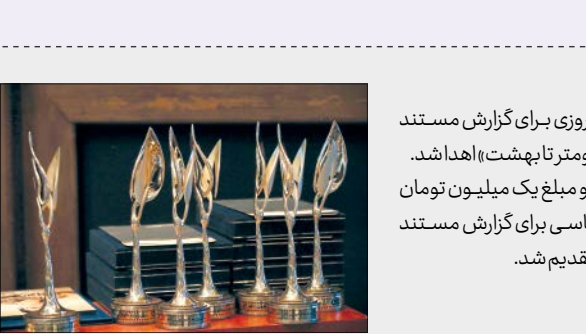 روزی برای گزارش مستند
ومتر تا بهشت» اهدا شد.
و مبلغ یک میلیون تومان
اسی برای گزارش مستند
قدیم شد.